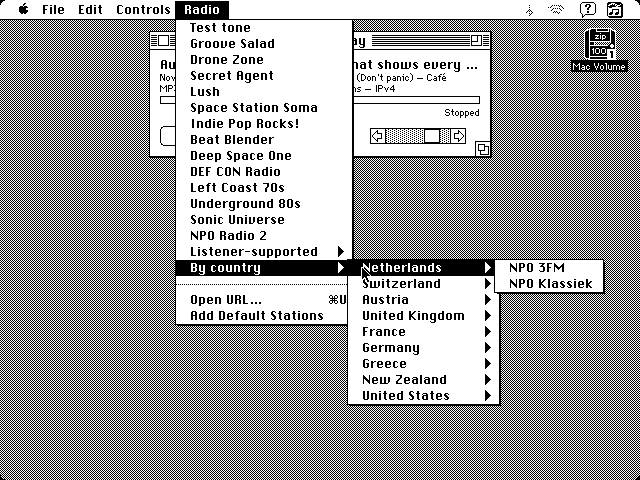 File Edit Controls Radio
Test tone
Groove Salad
Drone Zone
Secret Agent
Lush
Space Station Soma
Indie Pop Rocks!
Beat Blender
Deep Space One
DEF CON Radio
Left Coast 70s
Underground 80s
Sonic Universe
NPO Radio 2
Listener-supported
By country
Open URL... ⌘U
Add Default Stations
Netherlands
Switzerland
Austria
United Kingdom
France
Germany
Greece
New Zealand
United States
NPO 3FM
NPO Klassiek
hat shows every ...
(Don't panic) – Café
– IPv4
Stopped
zip
100
Mac Volume